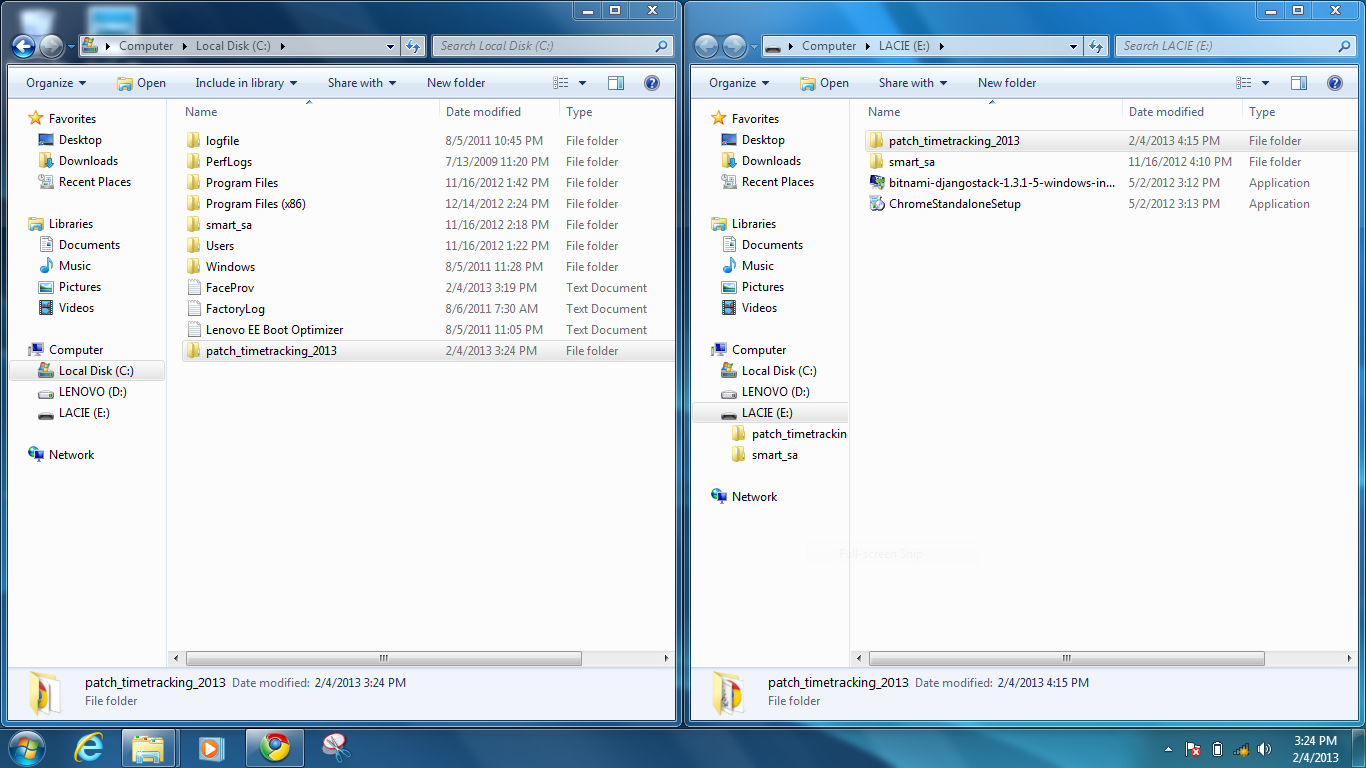 Computer ▸ Local Disk (C:) ▸
Search Local Disk (C:)
Organize Open Include in library Share with New folder
Name Date modified Type
Favorites
Desktop
Downloads
Recent Places
Libraries
Documents
Music
Pictures
Videos
Computer
Local Disk (C:)
LENOVO (D:)
LACIE (E:)
Network
logfile 8/5/2011 10:45 PM File folder
PerfLogs 7/13/2009 11:20 PM File folder
Program Files 11/16/2012 1:42 PM File folder
Program Files (x86) 12/14/2012 2:24 PM File folder
smart_sa 11/16/2012 2:18 PM File folder
Users 11/16/2012 1:22 PM File folder
Windows 8/5/2011 11:28 PM File folder
FaceProv 2/4/2013 3:19 PM Text Document
FactoryLog 8/6/2011 7:30 AM Text Document
Lenovo EE Boot Optimizer 8/5/2011 11:05 PM Text Document
patch_timetracking_2013 2/4/2013 3:24 PM File folder
patch_timetracking_2013 Date modified: 2/4/2013 3:24 PM
File folder
Computer ▸ LACIE (E:) ▸
Search LACIE (E:)
Organize Open Share with New folder
Name Date modified Type
Favorites
Desktop
Downloads
Recent Places
Libraries
Documents
Music
Pictures
Videos
Computer
Local Disk (C:)
LENOVO (D:)
LACIE (E:)
patch_timetrackin
smart_sa
Network
patch_timetracking_2013 2/4/2013 4:15 PM File folder
smart_sa 11/16/2012 4:10 PM File folder
bitnami-djangostack-1.3.1-5-windows-in... 5/2/2012 3:12 PM Application
ChromeStandaloneSetup 5/2/2012 3:13 PM Application
Full-screen Snip
patch_timetracking_2013 Date modified: 2/4/2013 4:15 PM
File folder
3:24 PM
2/4/2013